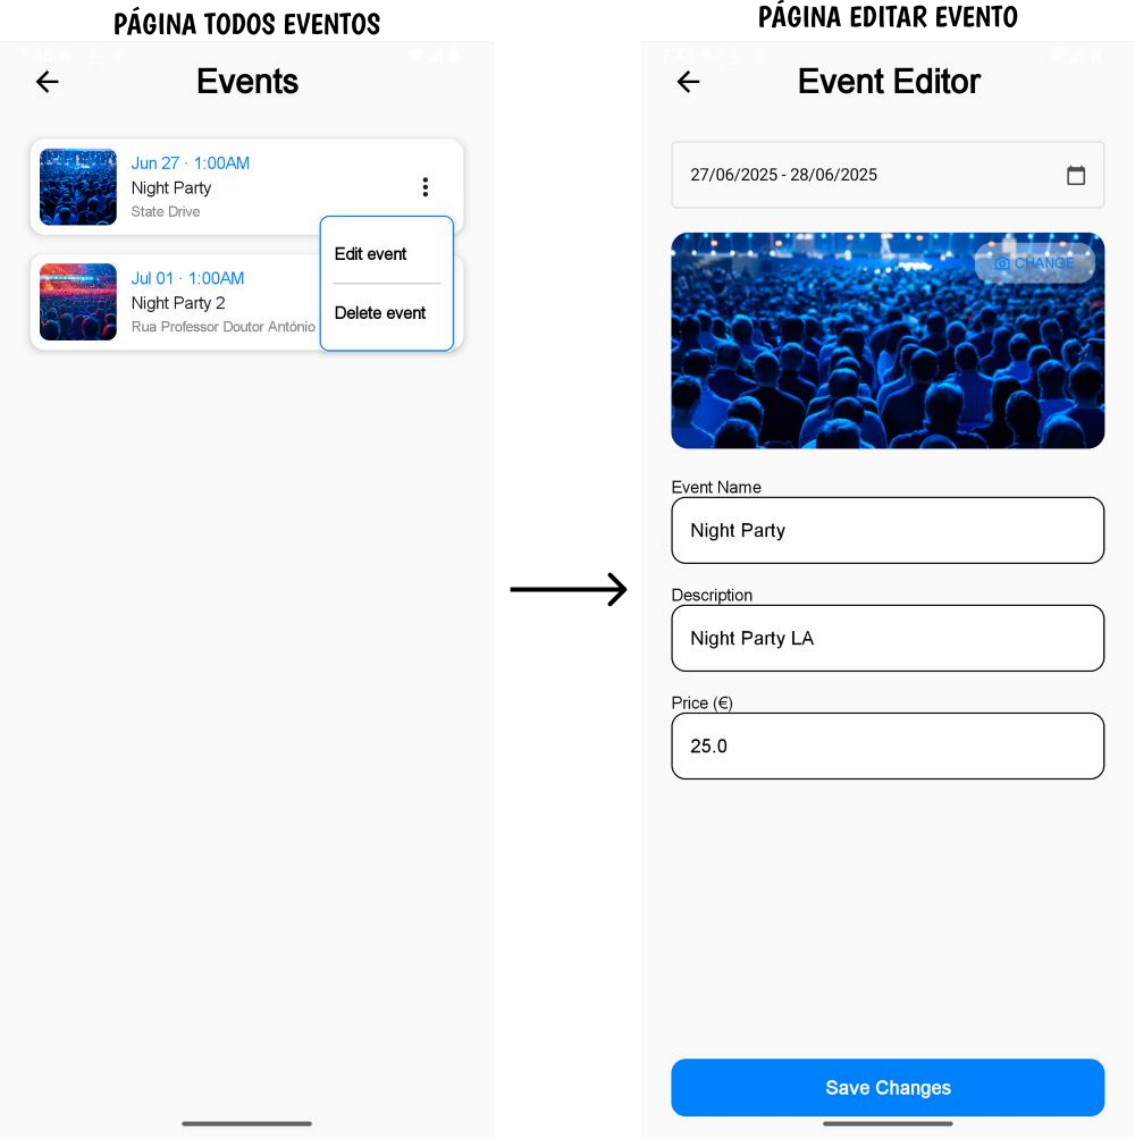 PÁGINA TODOS EVENTOS
Events
Jun 27 · 1:00AM
Night Party
State Drive
Edit event
Delete event
Jul 01 · 1:00AM
Night Party 2
Rua Professor Doutor António
PÁGINA EDITAR EVENTO
Event Editor
27/06/2025 - 28/06/2025
CHANGE
Event Name
Night Party
Description
Night Party LA
Price (€)
25.0
Save Changes